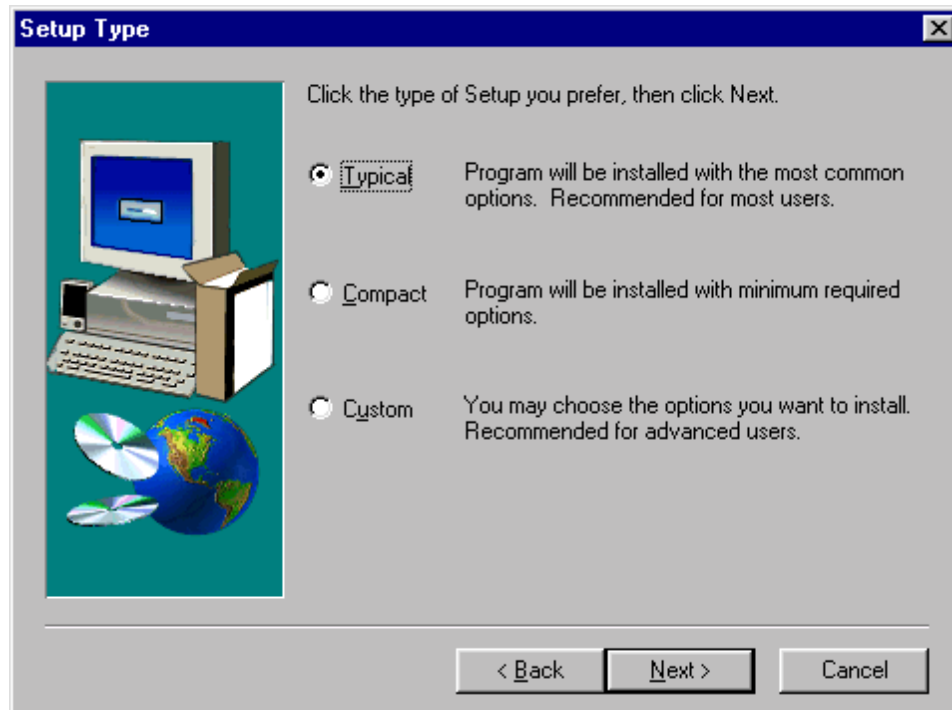 Setup Type
Click the type of Setup you prefer, then click Next.
Typical
Program will be installed with the most common
options.  Recommended for most users.
Compact
Program will be installed with minimum required
options.
Custom
You may choose the options you want to install.
Recommended for advanced users.
< Back
Next >
Cancel